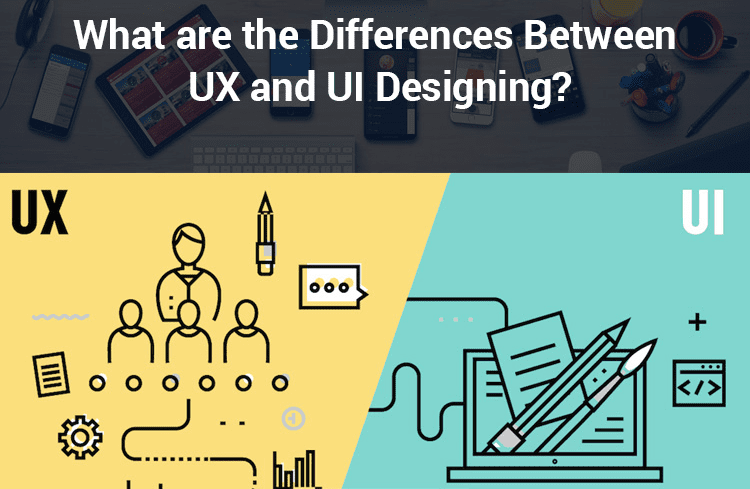 What are the Differences Between
UX and UI Designing?
UX
UI
</>